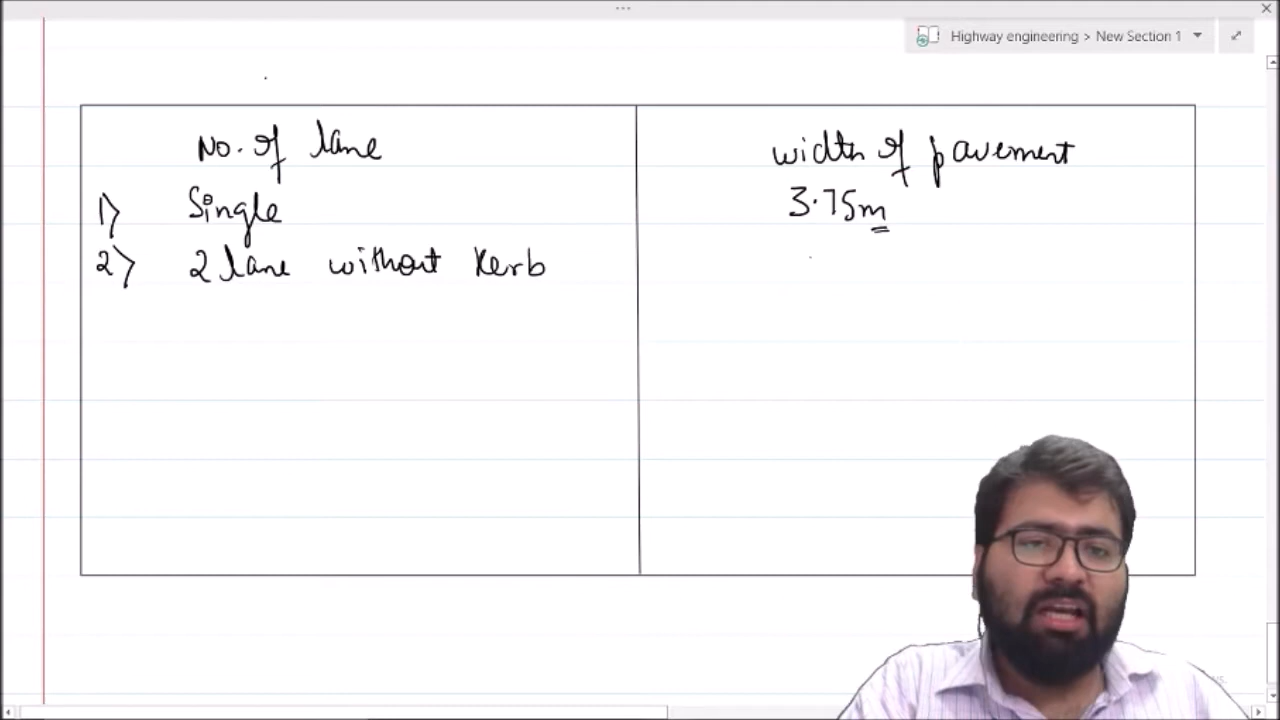 Highway engineering > New Section 1
No. of lane
width of pavement
1) Single
3.75m
2) 2 lane without Kerb